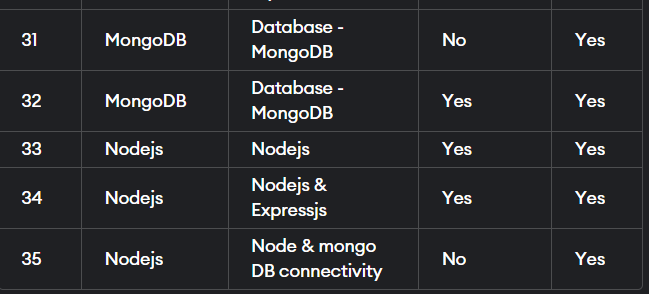 31 MongoDB Database - MongoDB No Yes
32 MongoDB Database - MongoDB Yes Yes
33 Nodejs Nodejs Yes Yes
34 Nodejs Nodejs & Expressjs Yes Yes
35 Nodejs Node & mongo DB connectivity No Yes